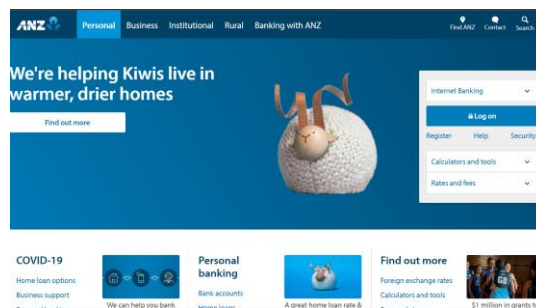 ANZ
Personal Business Institutional Rural Banking with ANZ
Find ANZ Contact Search
We're helping Kiwis live in
warmer, drier homes
Find out more
Internet Banking
Log on
Register Help Security
Calculators and tools
Rates and fees
COVID-19
Home loan options
Business support
We can help you bank
Personal
banking
Bank accounts
Home loans
A great home loan rate &
Find out more
Foreign exchange rates
Calculators and tools
$1 million in grants to